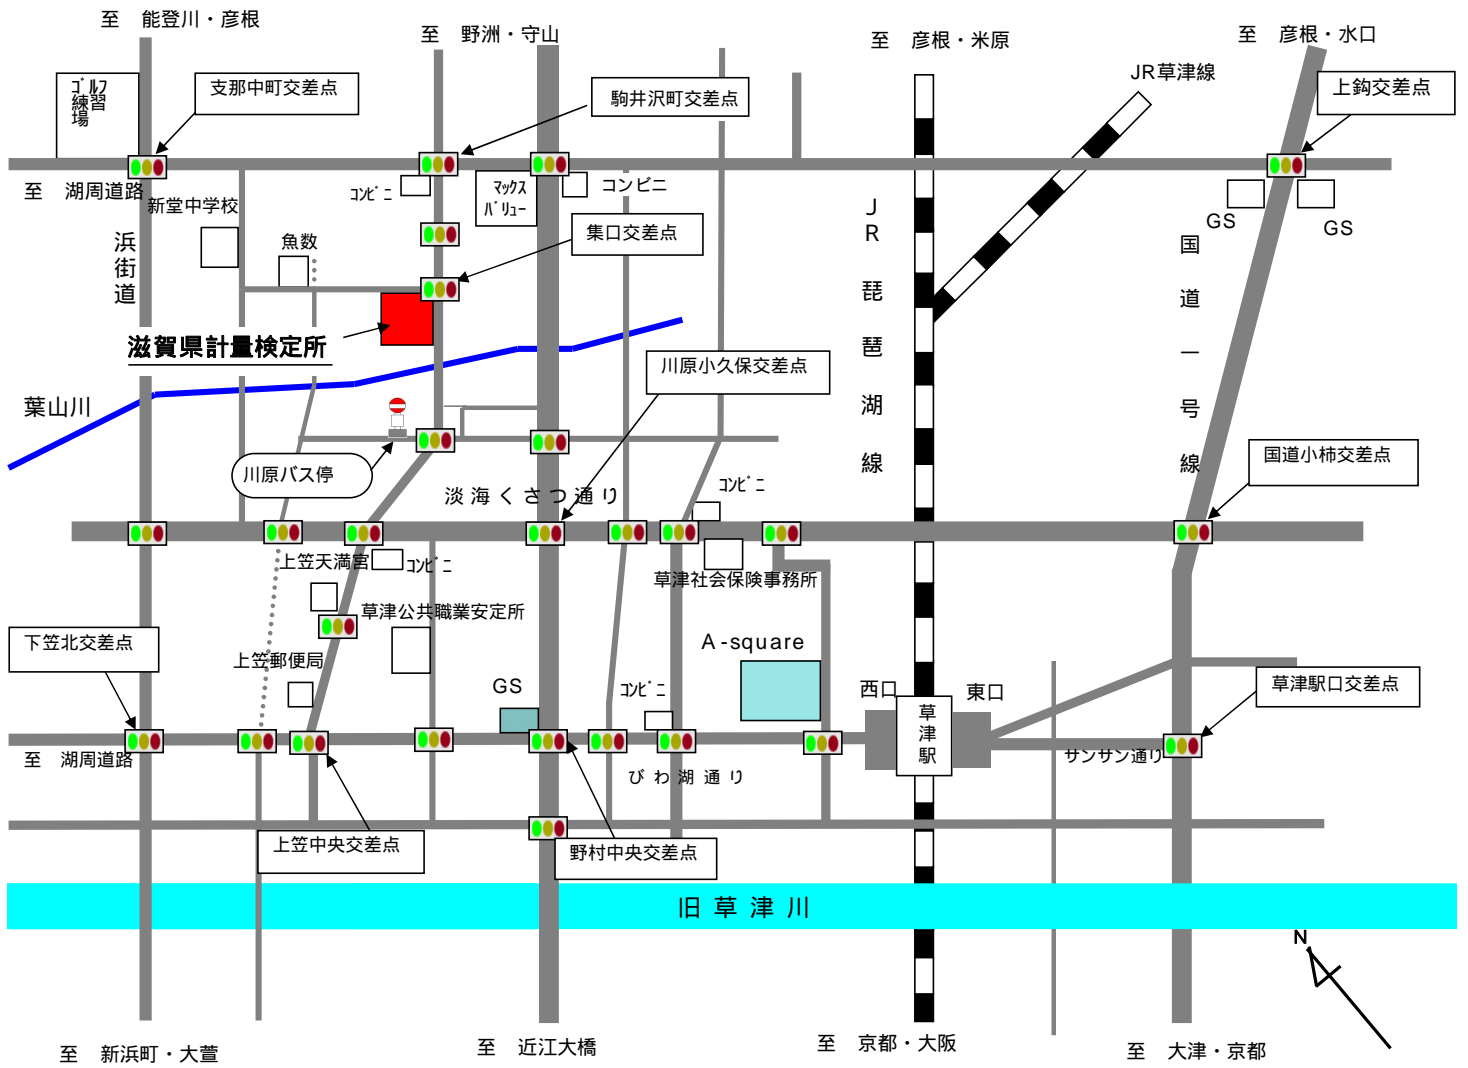 至　能登川・彦根
至　野洲・守山
至　彦根・米原
至　彦根・水口
JR草津線
ｺﾞﾙﾌ
練習
場
支那中町交差点
駒井沢町交差点
上鈎交差点
至　湖周道路
新堂中学校
ｺﾝﾋﾞﾆ
ﾏｯｸｽ
ﾊﾞﾘｭｰ
コンビニ
GS
GS
集口交差点
魚数
浜街道
JR琵琶湖線
国道一号線
滋賀県計量検定所
川原小久保交差点
葉山川
川原バス停
淡海くさつ通り
ｺﾝﾋﾞﾆ
国道小柿交差点
上笠天満宮
ｺﾝﾋﾞﾆ
草津社会保険事務所
草津公共職業安定所
下笠北交差点
上笠郵便局
A-square
GS
ｺﾝﾋﾞﾆ
西口
草津駅
東口
草津駅口交差点
至　湖周道路
びわ湖通り
サンサン通り
上笠中央交差点
野村中央交差点
旧草津川
N
至　新浜町・大萱
至　近江大橋
至　京都・大阪
至　大津・京都